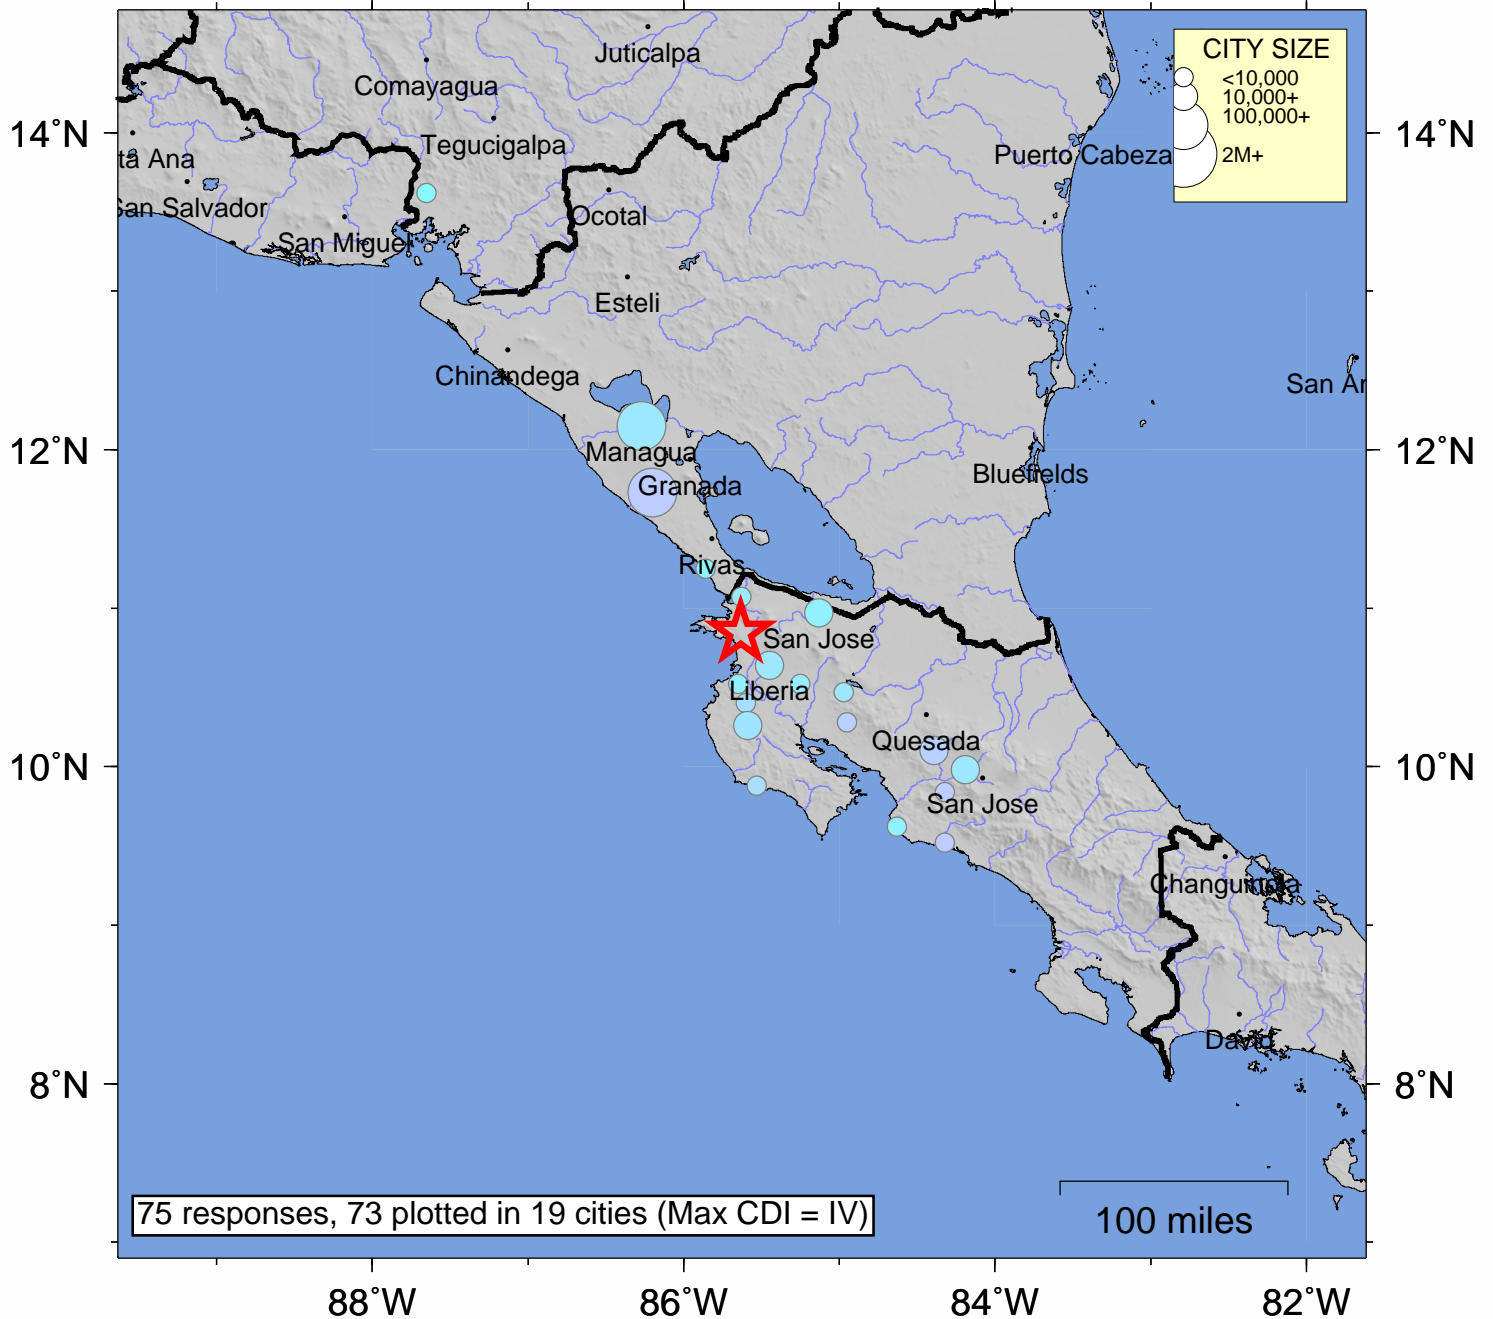 CITY SIZE
<10,000
10,000+
100,000+
2M+
Juticalpa
Comayagua
14°N
14°N
Tegucigalpa
ta Ana
Puerto Cabeza
San Salvador
Ocotal
San Miguel
Esteli
Chinandega
San Ar
12°N
12°N
Managua
Bluefields
Granada
Rivas
San Jose
Liberia
Quesada
10°N
10°N
San Jose
Changuinola
David
8°N
8°N
75 responses, 73 plotted in 19 cities (Max CDI = IV)
100 miles
88°W
86°W
84°W
82°W